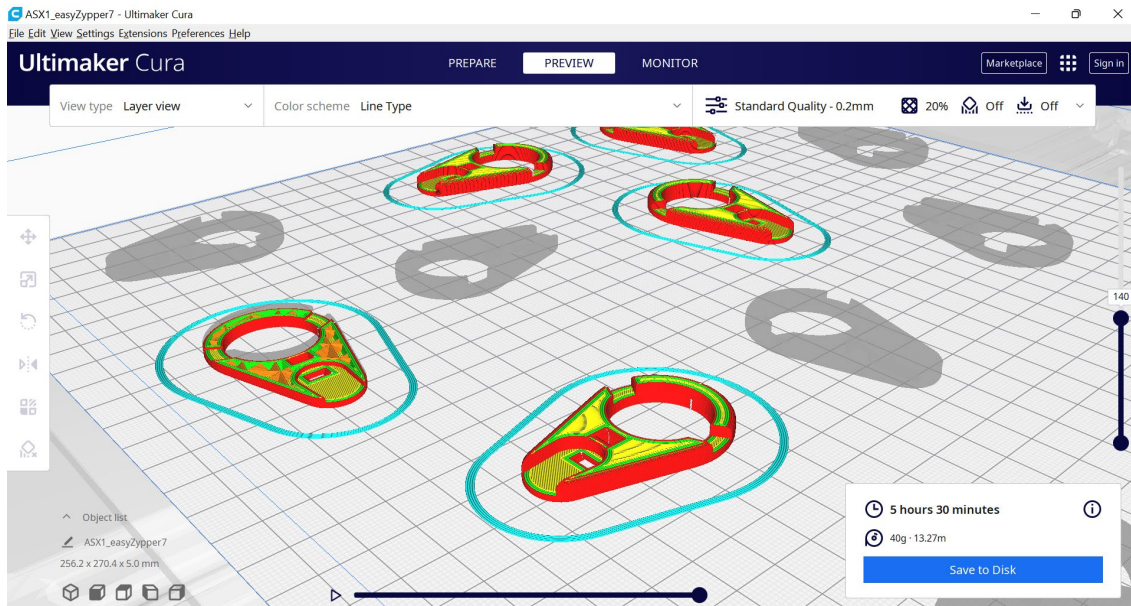 ASX1_easyZypper7 - Ultimaker Cura
File Edit View Settings Extensions Preferences Help
Ultimaker Cura
PREPARE
PREVIEW
MONITOR
Marketplace
Sign in
View type Layer view
Color scheme Line Type
Standard Quality - 0.2mm
20%
Off
Off
140
Object list
ASX1_easyZypper7
256.2 x 270.4 x 5.0 mm
5 hours 30 minutes
40g · 13.27m
Save to Disk